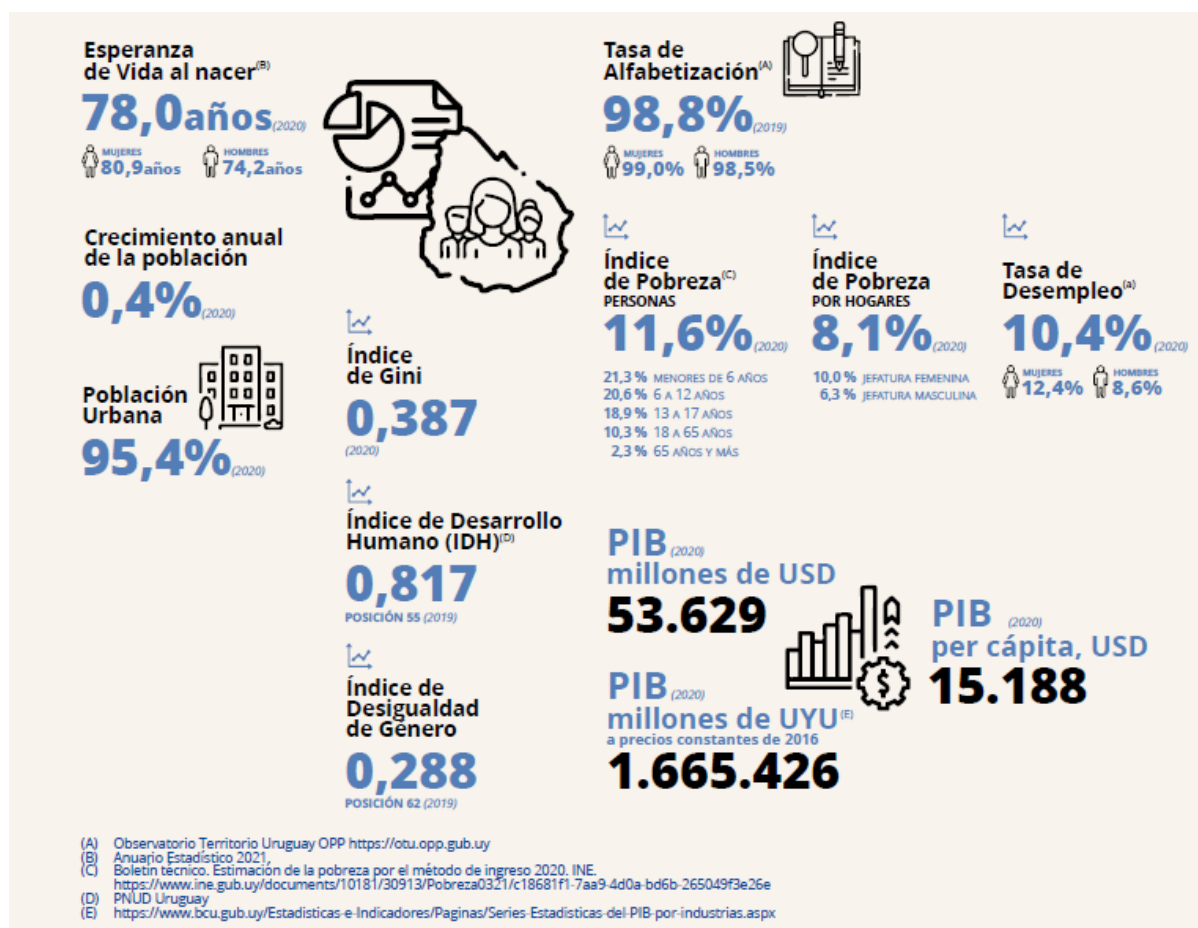 Esperanza
de Vida al nacer(B)
78,0años(2020)
MUJERES
80,9años
HOMBRES
74,2años
Crecimiento anual
de la población
0,4%(2020)
Población
Urbana
95,4%(2020)
Índice
de Gini
0,387
(2020)
Índice de Desarrollo
Humano (IDH)(D)
0,817
POSICIÓN 55 (2019)
Índice de
Desigualdad
de Género
0,288
POSICIÓN 62 (2019)
Tasa de
Alfabetización(A)
98,8%(2019)
MUJERES
99,0%
HOMBRES
98,5%
Índice
de Pobreza(C)
PERSONAS
11,6%(2020)
21,3 % MENORES DE 6 AÑOS
20,6 % 6 A 12 AÑOS
18,9 % 13 A 17 AÑOS
10,3 % 18 A 65 AÑOS
2,3 % 65 AÑOS Y MÁS
Índice
de Pobreza
POR HOGARES
8,1%(2020)
10,0 % JEFATURA FEMENINA
6,3 % JEFATURA MASCULINA
Tasa de
Desempleo(a)
10,4%(2020)
MUJERES
12,4%
HOMBRES
8,6%
PIB (2020)
millones de USD
53.629
PIB (2020)
millones de UYU(E)
a precios constantes de 2016
1.665.426
$
PIB (2020)
per cápita, USD
15.188
(A) Observatorio Territorio Uruguay OPP https://otu.opp.gub.uy
(B) Anuario Estadístico 2021,
(C) Boletín técnico. Estimación de la pobreza por el método de ingreso 2020. INE.
https://www.ine.gub.uy/documents/10181/30913/Pobreza0321/c18681f1-7aa9-4d0a-bd6b-265049f3e26e
(D) PNUD Uruguay
(E) https://www.bcu.gub.uy/Estadisticas-e-Indicadores/Paginas/Series-Estadisticas-del-PIB-por-industrias.aspx